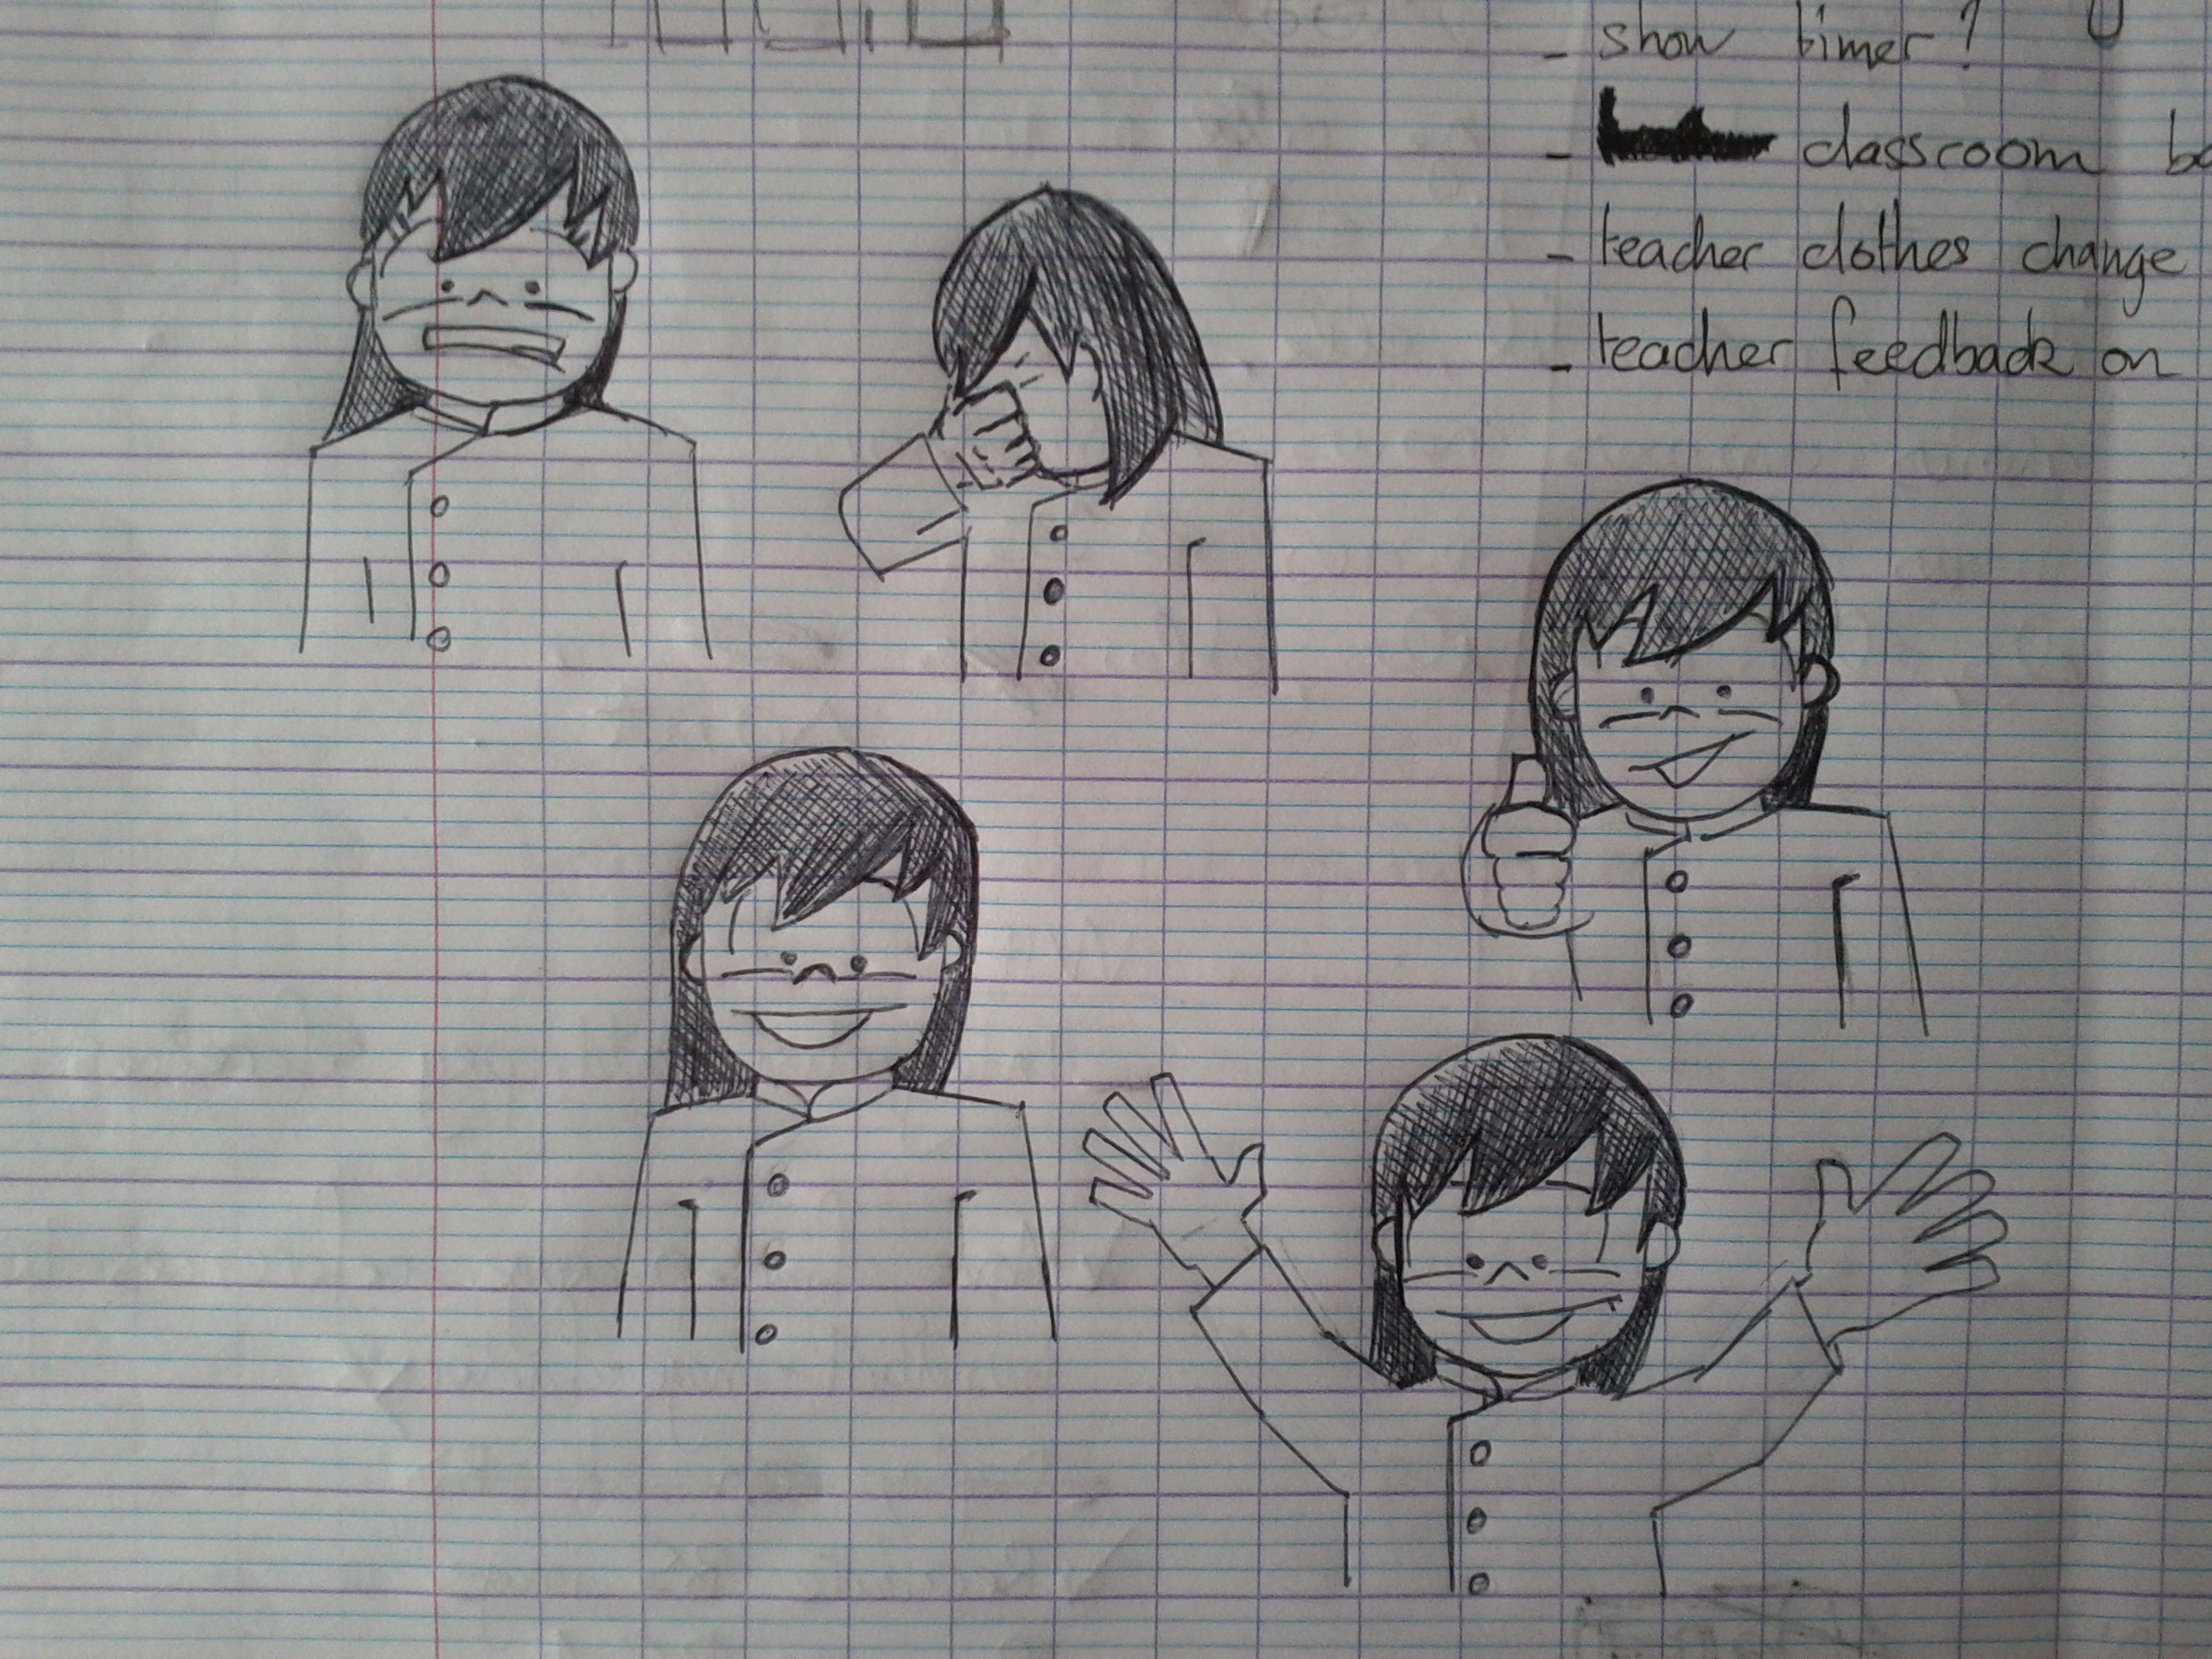 - show timer?
- classroom
- teacher clothes change
- teacher feedback on